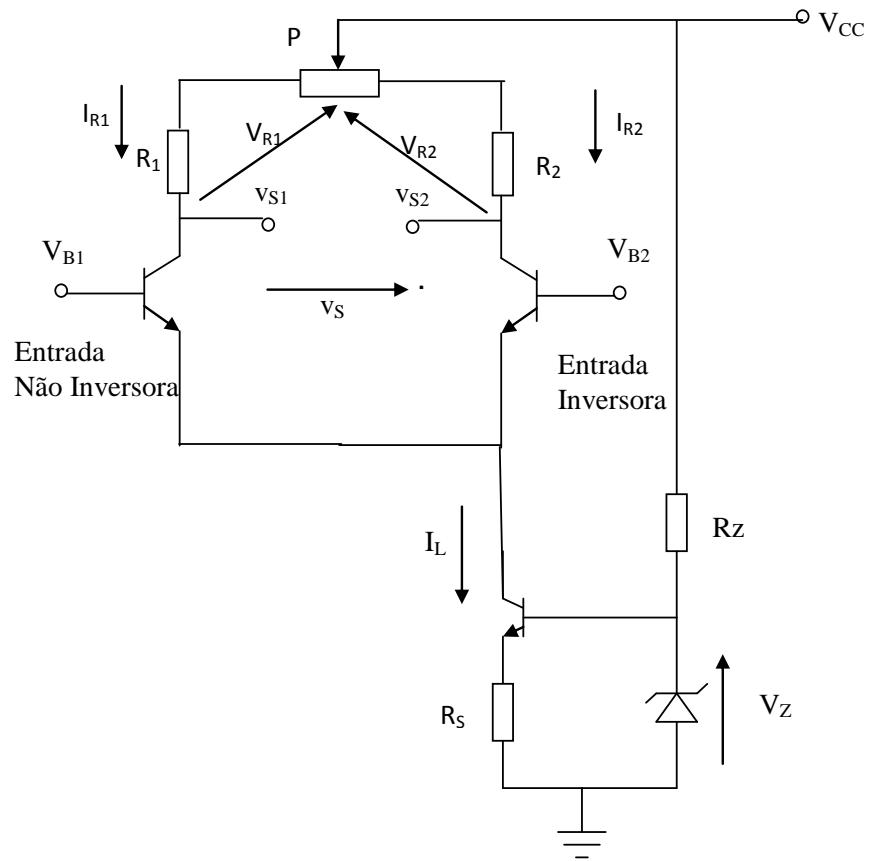 P
V_CC
I_R1
V_R1
V_R2
I_R2
R_1
R_2
v_S1
v_S2
V_B1
V_B2
v_S
Entrada
Não Inversora
Entrada
Inversora
Rz
I_L
R_S
V_Z